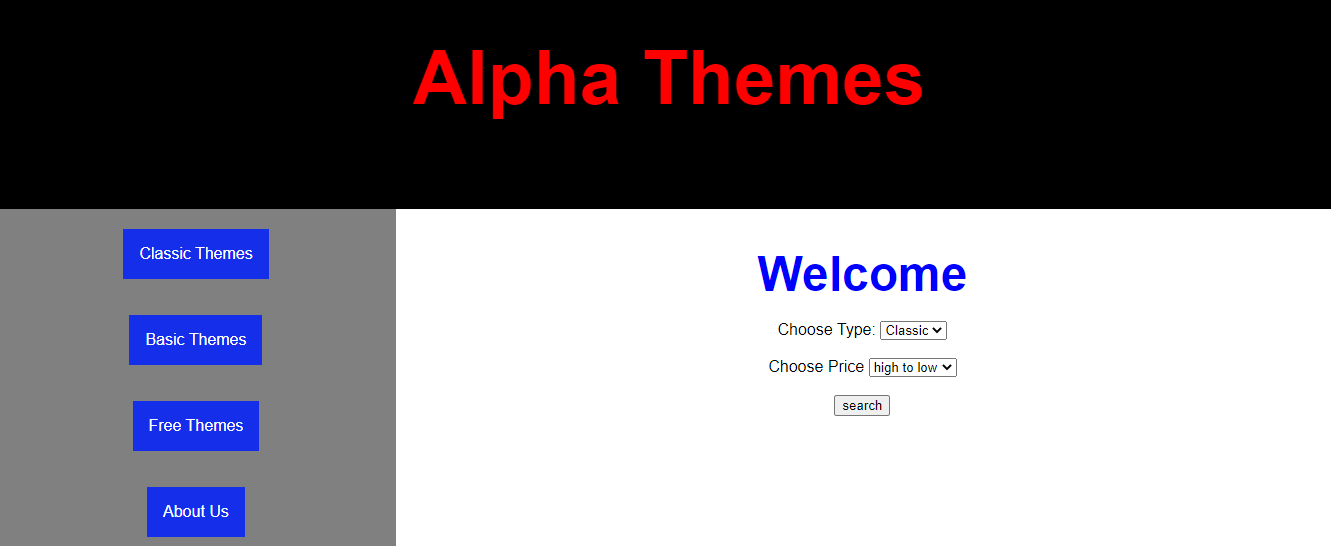 Alpha Themes
Classic Themes
Basic Themes
Free Themes
About Us
Welcome
Choose Type: Classic
Choose Price high to low
search